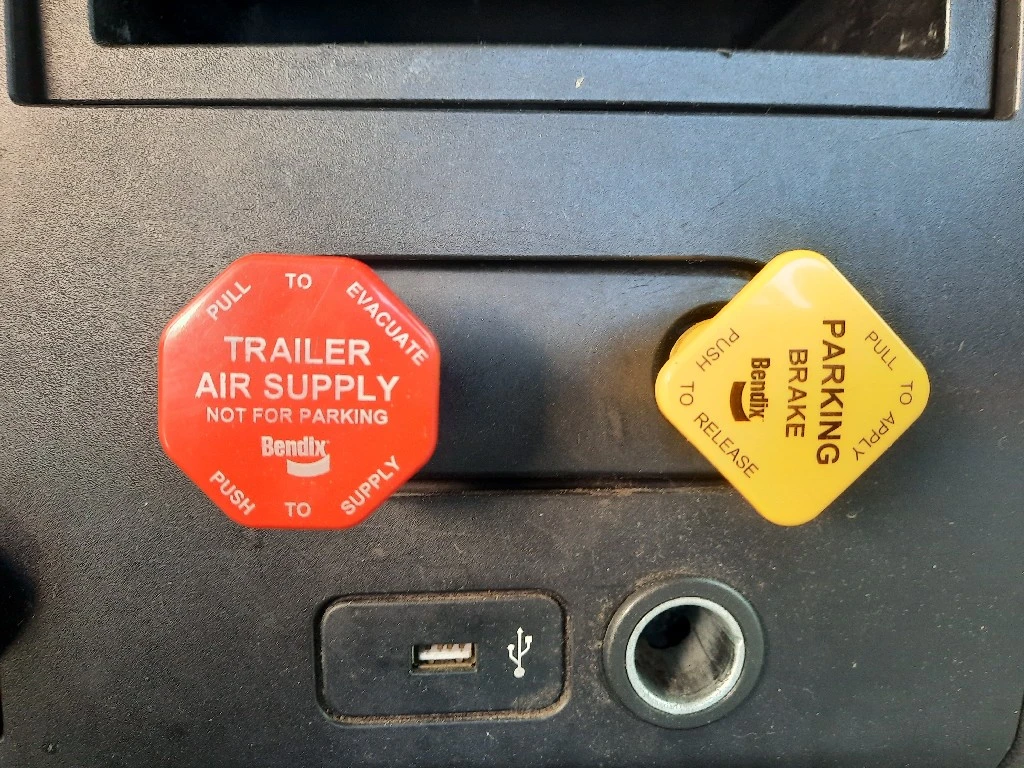 PULL TO EVACUATE
TRAILER
AIR SUPPLY
NOT FOR PARKING
Bendix
PUSH TO SUPPLY
PULL TO APPLY
PARKING
BRAKE
Bendix
PUSH TO RELEASE